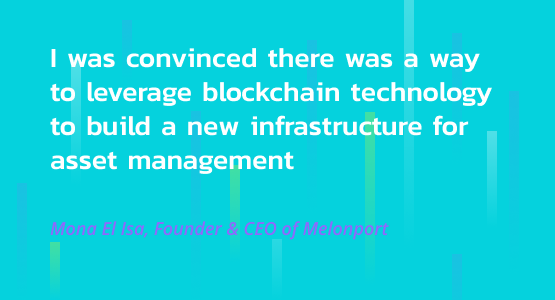 I was convinced there was a way
to leverage blockchain technology
to build a new infrastructure for
asset management
Mona El Isa, Founder & CEO of Melonport